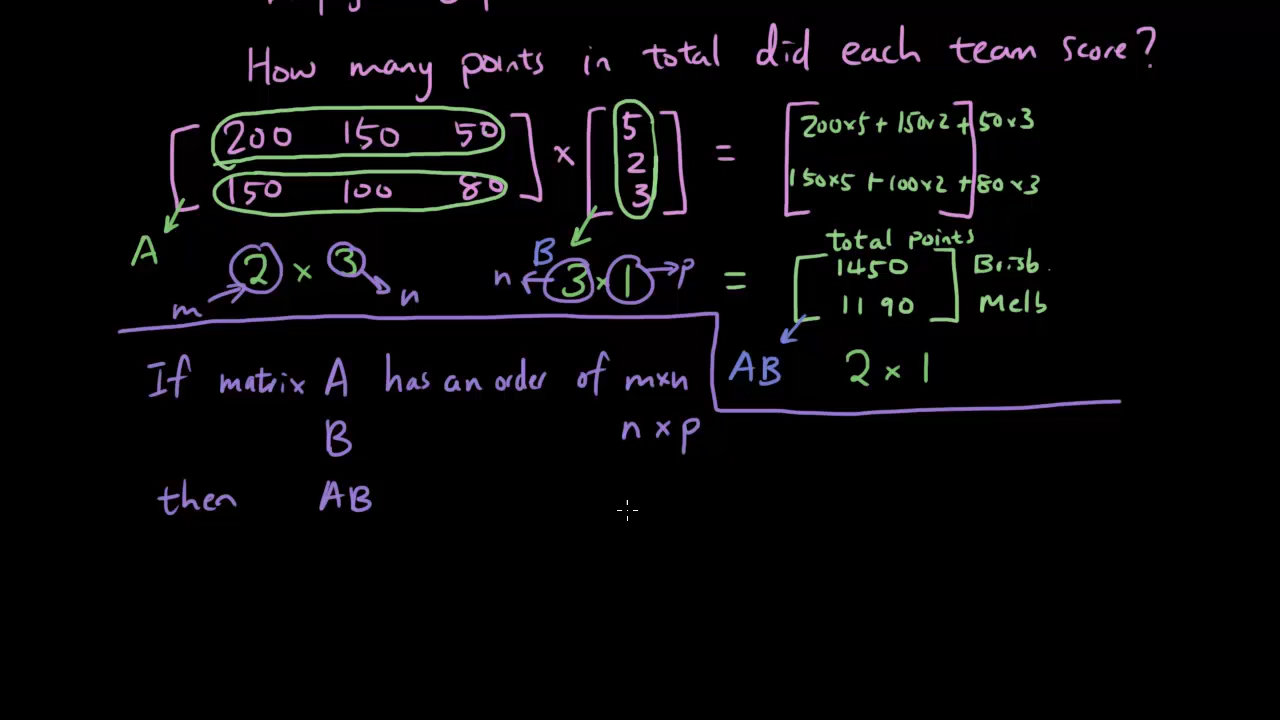 How many points in total did each team score?
[ 200 150 50 ] × [ 5 ] = [ 200×5 + 150×2 + 50×3 ]
[ 150 100 80 ] [ 2 3 ] [ 150×5 + 100×2 + 80×3 ]
A
total points
B
2 × 3
n 3 × 1 p = [ 1450 ] Brisb.
m n [ 1190 ] Melb
If matrix A has an order of m×n
AB 2 × 1
B n × p
then AB